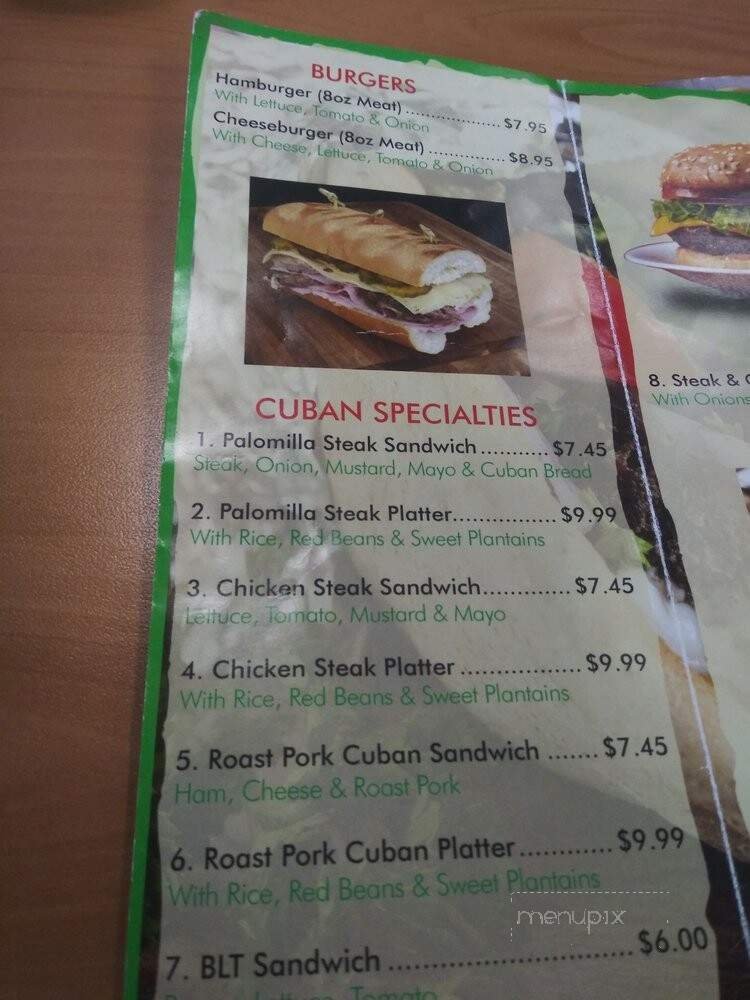 BURGERS
Hamburger (8oz Meat) ................... $7.95
With Lettuce, Tomato & Onion
Cheeseburger (8oz Meat) ............... $8.95
With Cheese, Lettuce, Tomato & Onion
CUBAN SPECIALTIES
1. Palomilla Steak Sandwich ........... $7.45
Steak, Onion, Mustard, Mayo & Cuban Bread
2. Palomilla Steak Platter................. $9.99
With Rice, Red Beans & Sweet Plantains
3. Chicken Steak Sandwich............. $7.45
Lettuce, Tomato, Mustard & Mayo
4. Chicken Steak Platter .................. $9.99
With Rice, Red Beans & Sweet Plantains
5. Roast Pork Cuban Sandwich ....... $7.45
Ham, Cheese & Roast Pork
6. Roast Pork Cuban Platter............ $9.99
With Rice, Red Beans & Sweet Plantains
7. BLT Sandwich .............................. $6.00
Lettuce, Tomato
8. Steak &
With Onions
menupix